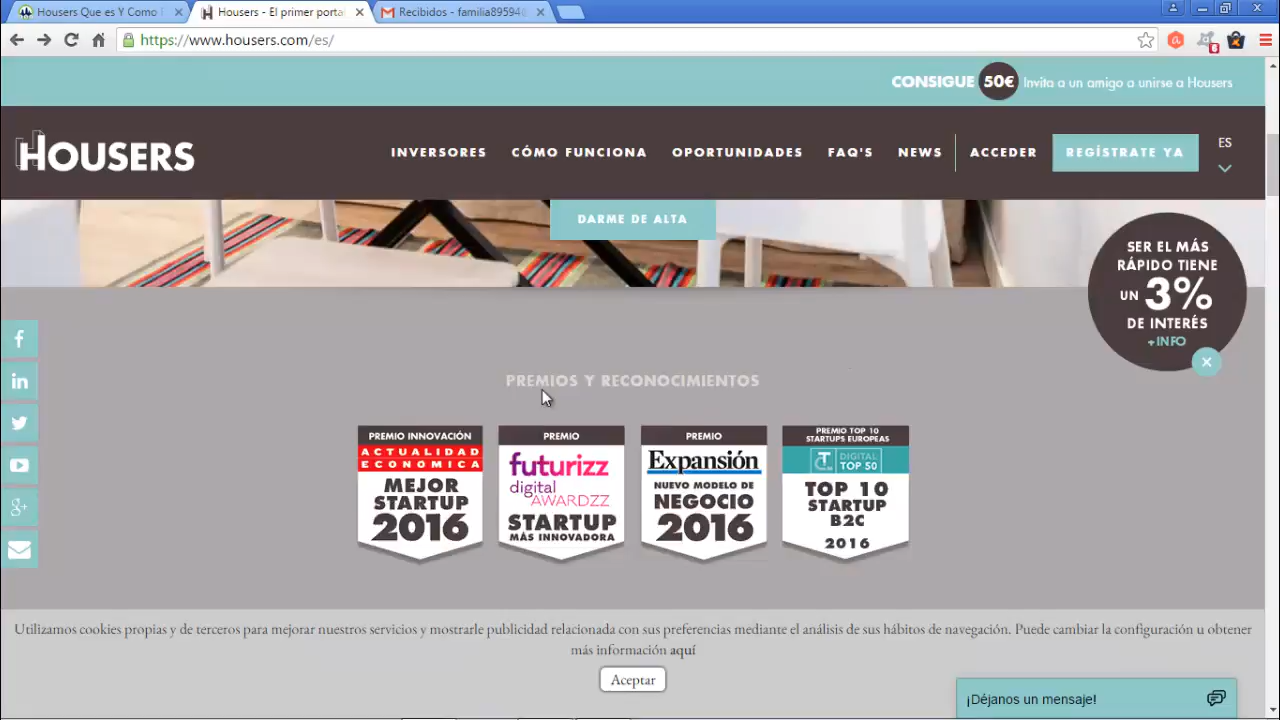 Housers Que es Y Como
Housers - El primer porta
Recibidos - familia89594@
https://www.housers.com/es/
CONSIGUE 50€ Invita a un amigo a unirse a Housers
HOUSERS
INVERSORES
CÓMO FUNCIONA
OPORTUNIDADES
FAQ'S
NEWS
ACCEDER
REGÍSTRATE YA
ES
DARME DE ALTA
SER EL MÁS
RÁPIDO TIENE
UN 3%
DE INTERÉS
+INFO
PREMIOS Y RECONOCIMIENTOS
PREMIO INNOVACIÓN
ACTUALIDAD
ECONOMICA
MEJOR
STARTUP
2016
PREMIO
futurizz
digital
AWARDZZ
STARTUP
MÁS INNOVADORA
PREMIO
Expansión
NUEVO MODELO DE
NEGOCIO
2016
PREMIO TOP 10
STARTUPS EUROPEAS
DIGITAL
TOP 50
TOP 10
STARTUP
B2C
2016
Utilizamos cookies propias y de terceros para mejorar nuestros servicios y mostrarle publicidad relacionada con sus preferencias mediante el análisis de sus hábitos de navegación. Puede cambiar la configuración u obtener
más información aquí
Aceptar
¡Déjanos un mensaje!